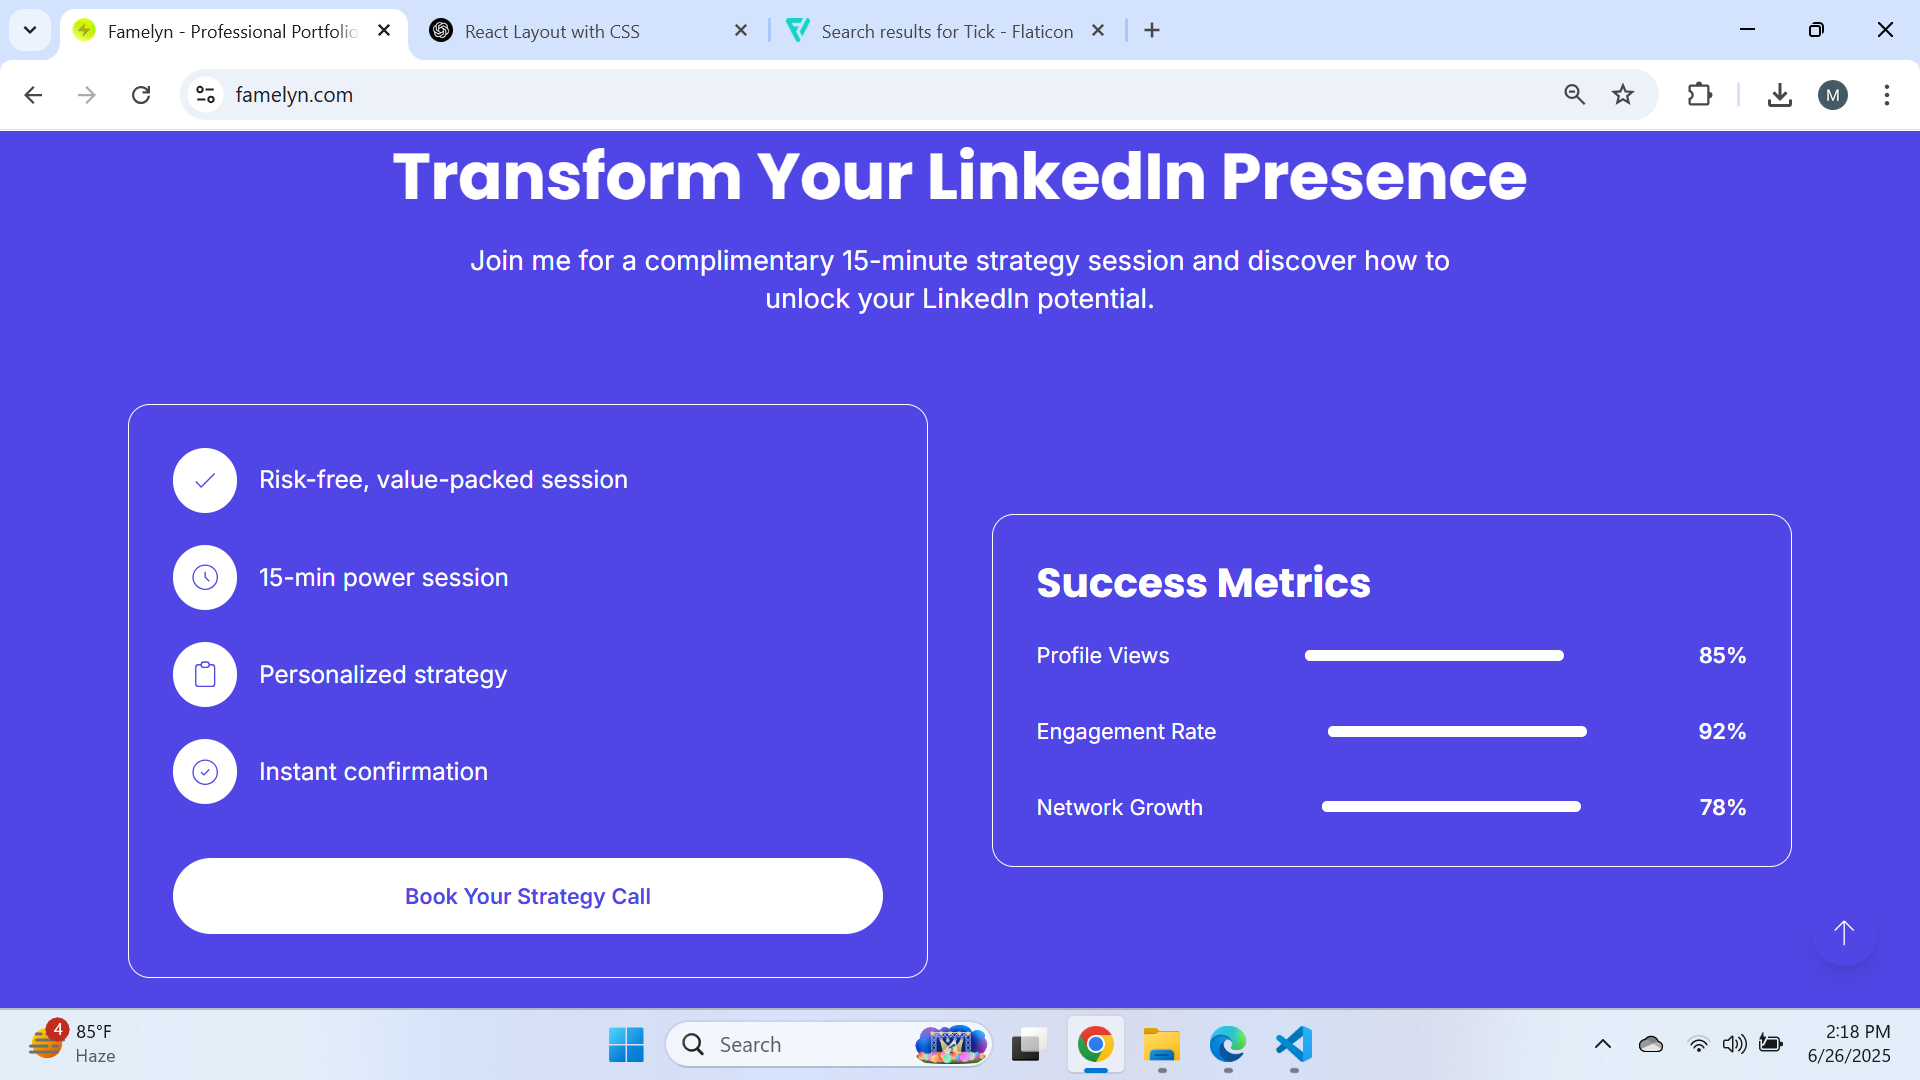 Famelyn - Professional Portfolio
React Layout with CSS
Search results for Tick - Flaticon
famelyn.com
M
Transform Your LinkedIn Presence
Join me for a complimentary 15-minute strategy session and discover how to
unlock your LinkedIn potential.
Risk-free, value-packed session
15-min power session
Personalized strategy
Instant confirmation
Book Your Strategy Call
Success Metrics
Profile Views 85%
Engagement Rate 92%
Network Growth 78%
4
85°F
Haze
Search
2:18 PM
6/26/2025